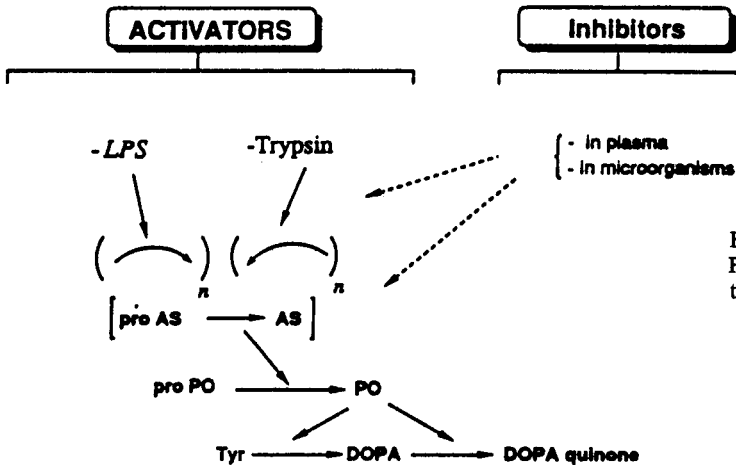 ACTIVATORS
Inhibitors
-LPS
-Trypsin
- in plasma
- in microorganisms
( ) n ( ) n
[pro AS AS]
pro PO PO
Tyr DOPA DOPA quinone